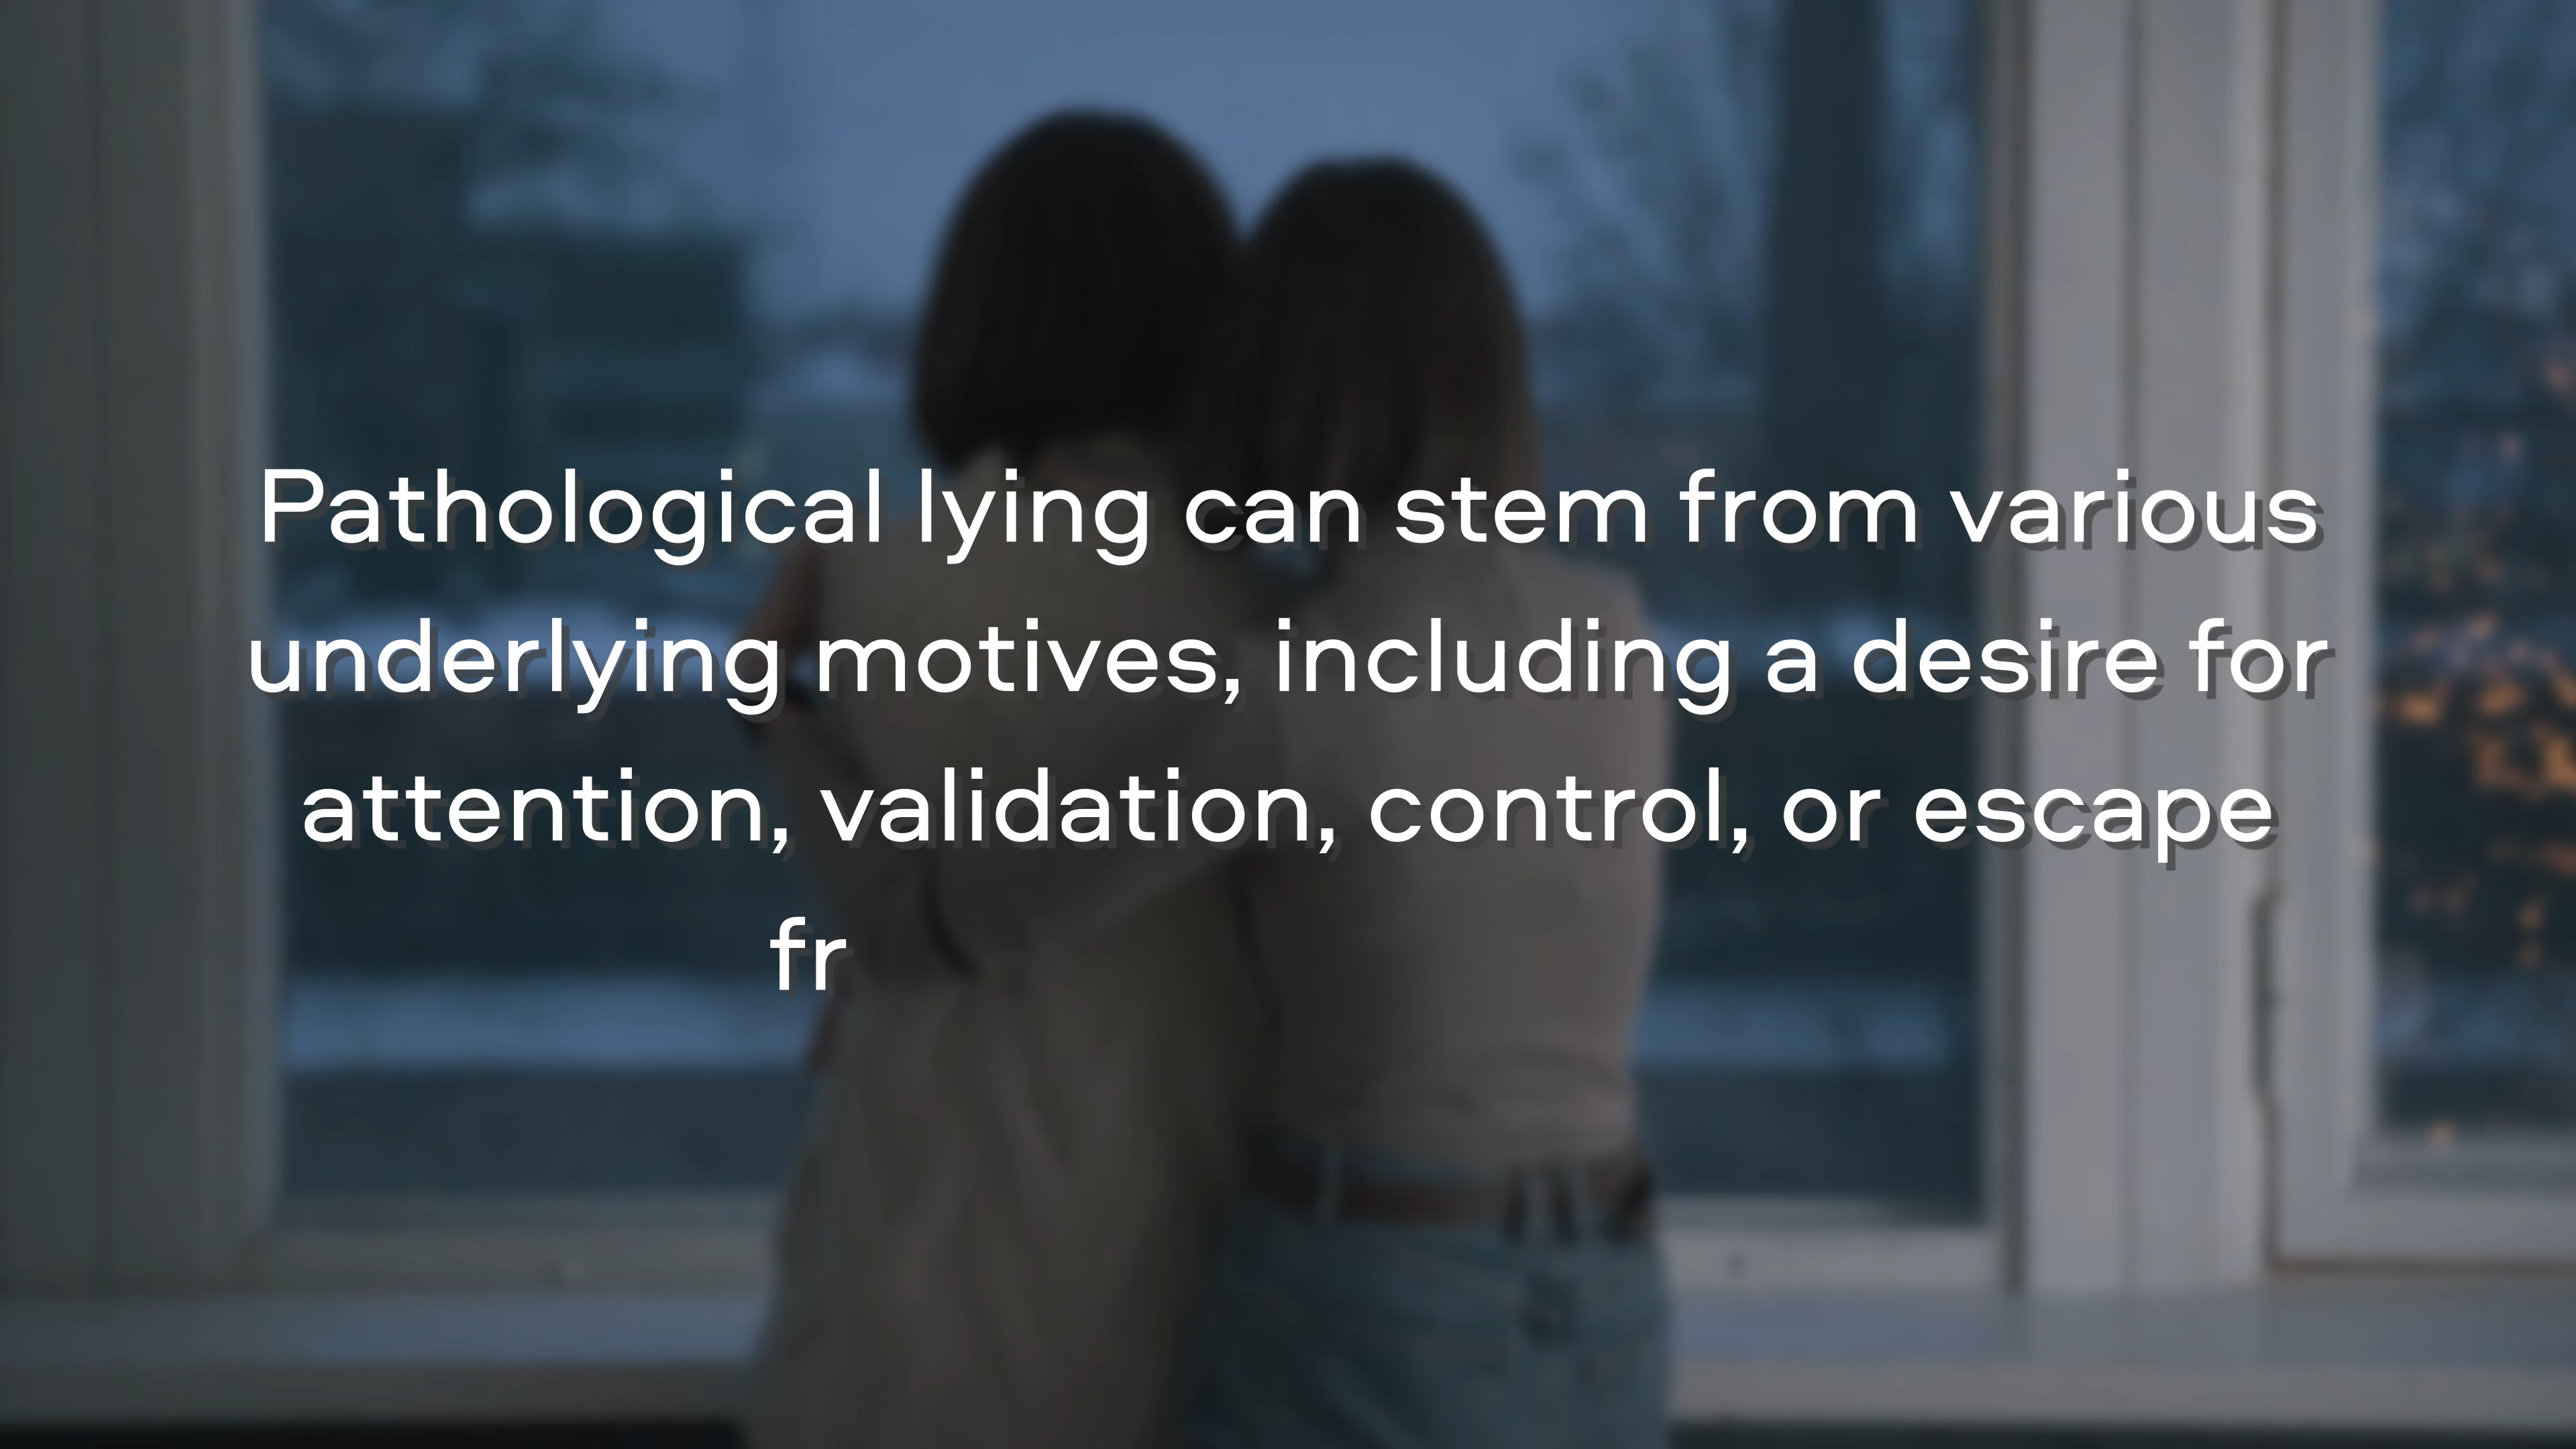 Pathological lying can stem from various
underlying motives, including a desire for
attention, validation, control, or escape
fr